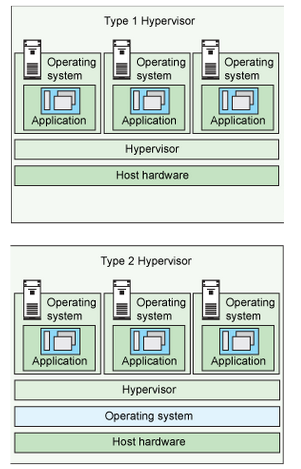 Type 1 Hypervisor
Operating
system
Application
Operating
system
Application
Operating
system
Application
Hypervisor
Host hardware
Type 2 Hypervisor
Operating
system
Application
Operating
system
Application
Operating
system
Application
Hypervisor
Operating system
Host hardware